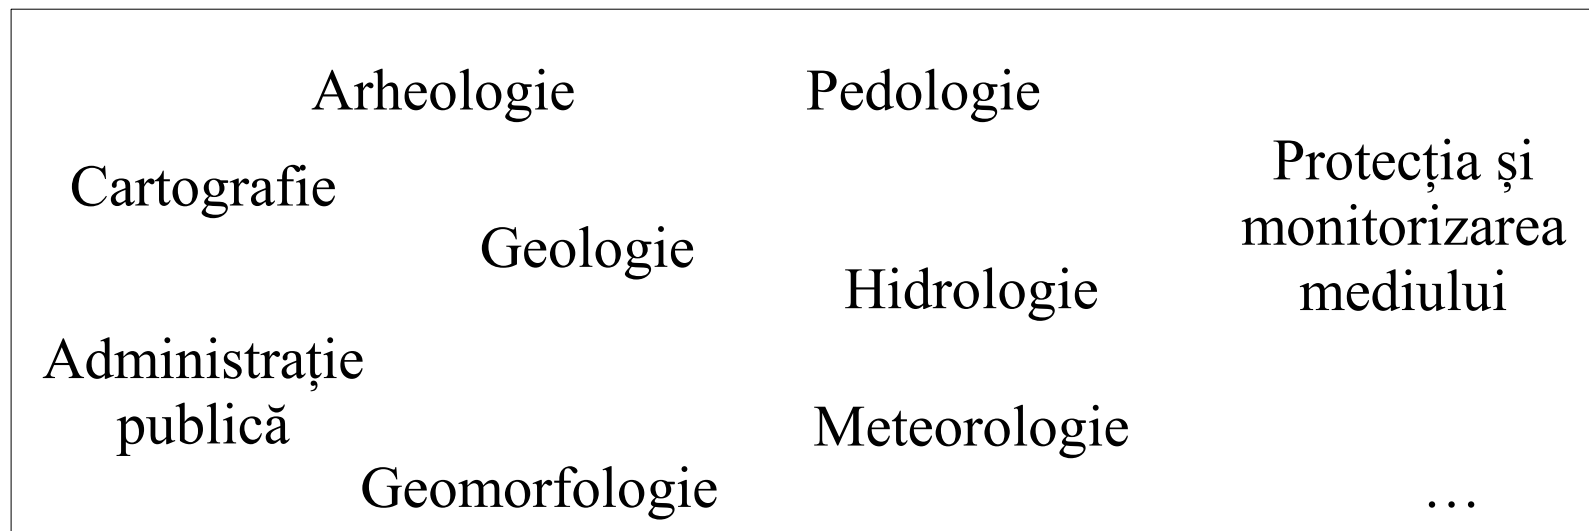 Arheologie
Pedologie
Cartografie
Protecția și
monitorizarea
mediului
Geologie
Hidrologie
Administrație
publică
Meteorologie
Geomorfologie
…